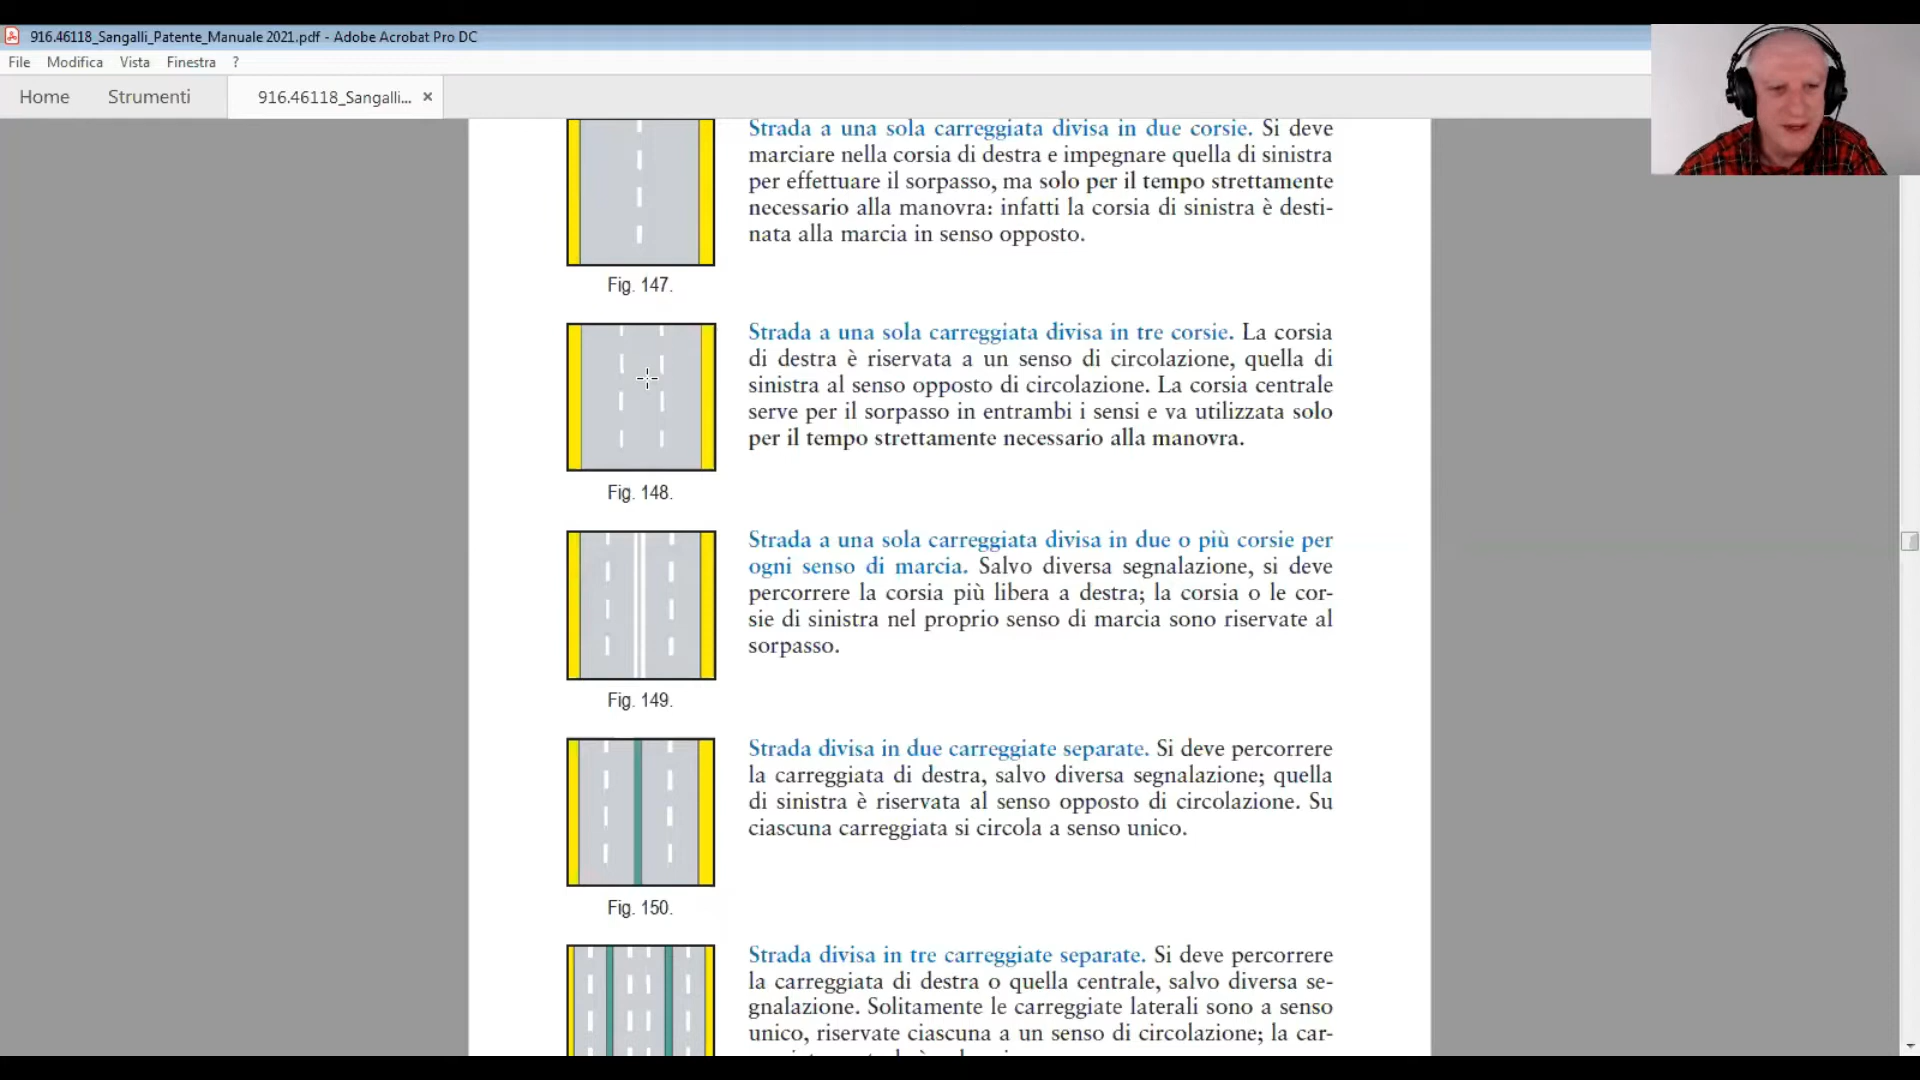 916.46118_Sangalli_Patente_Manuale 2021.pdf - Adobe Acrobat Pro DC
File Modifica Vista Finestra ?
Home Strumenti 916.46118_Sangalli... ×
Strada a una sola carreggiata divisa in due corsie. Si deve
marciare nella corsia di destra e impegnare quella di sinistra
per effettuare il sorpasso, ma solo per il tempo strettamente
necessario alla manovra: infatti la corsia di sinistra è desti-
nata alla marcia in senso opposto.
Fig. 147.
Strada a una sola carreggiata divisa in tre corsie. La corsia
di destra è riservata a un senso di circolazione, quella di
sinistra al senso opposto di circolazione. La corsia centrale
serve per il sorpasso in entrambi i sensi e va utilizzata solo
per il tempo strettamente necessario alla manovra.
Fig. 148.
Strada a una sola carreggiata divisa in due o più corsie per
ogni senso di marcia. Salvo diversa segnalazione, si deve
percorrere la corsia più libera a destra; la corsia o le cor-
sie di sinistra nel proprio senso di marcia sono riservate al
sorpasso.
Fig. 149.
Strada divisa in due carreggiate separate. Si deve percorrere
la carreggiata di destra, salvo diversa segnalazione; quella
di sinistra è riservata al senso opposto di circolazione. Su
ciascuna carreggiata si circola a senso unico.
Fig. 150.
Strada divisa in tre carreggiate separate. Si deve percorrere
la carreggiata di destra o quella centrale, salvo diversa se-
gnalazione. Solitamente le carreggiate laterali sono a senso
unico, riservate ciascuna a un senso di circolazione; la car-